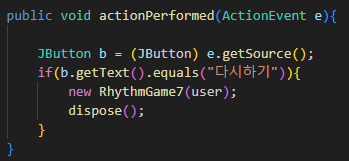 public void actionPerformed(ActionEvent e){
JButton b = (JButton) e.getSource();
if(b.getText().equals("다시하기")){
new RhythmGame7(user);
dispose();
}
}